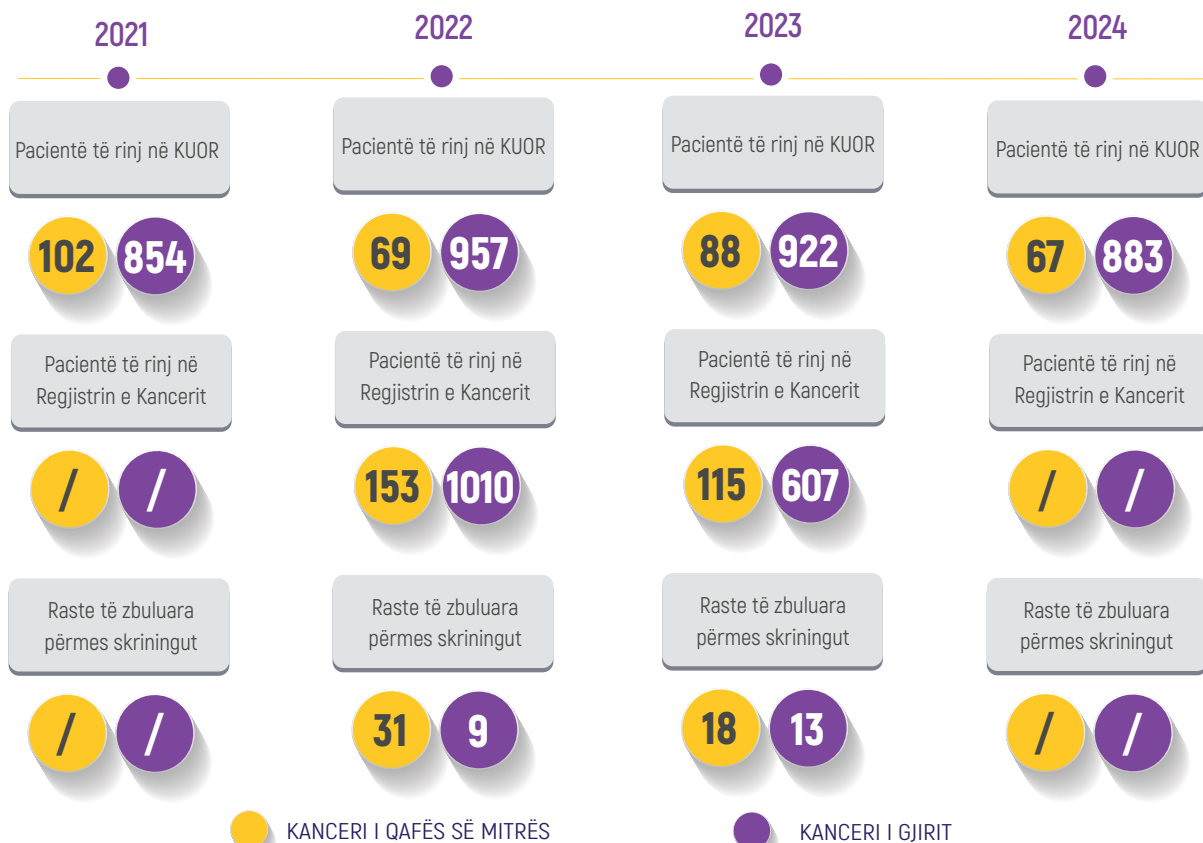 2021
2022
2023
2024
Pacientë të rinj në KUOR
Pacientë të rinj në KUOR
Pacientë të rinj në KUOR
Pacientë të rinj në KUOR
102 854
69 957
88 922
67 883
Pacientë të rinj në
Regjistrin e Kancerit
Pacientë të rinj në
Regjistrin e Kancerit
Pacientë të rinj në
Regjistrin e Kancerit
Pacientë të rinj në
Regjistrin e Kancerit
/ /
153 1010
115 607
/ /
Raste të zbuluara
përmes skriningut
Raste të zbuluara
përmes skriningut
Raste të zbuluara
përmes skriningut
Raste të zbuluara
përmes skriningut
/ /
31 9
18 13
/ /
KANCERI I QAFËS SË MITRËS
KANCERI I GJIRIT